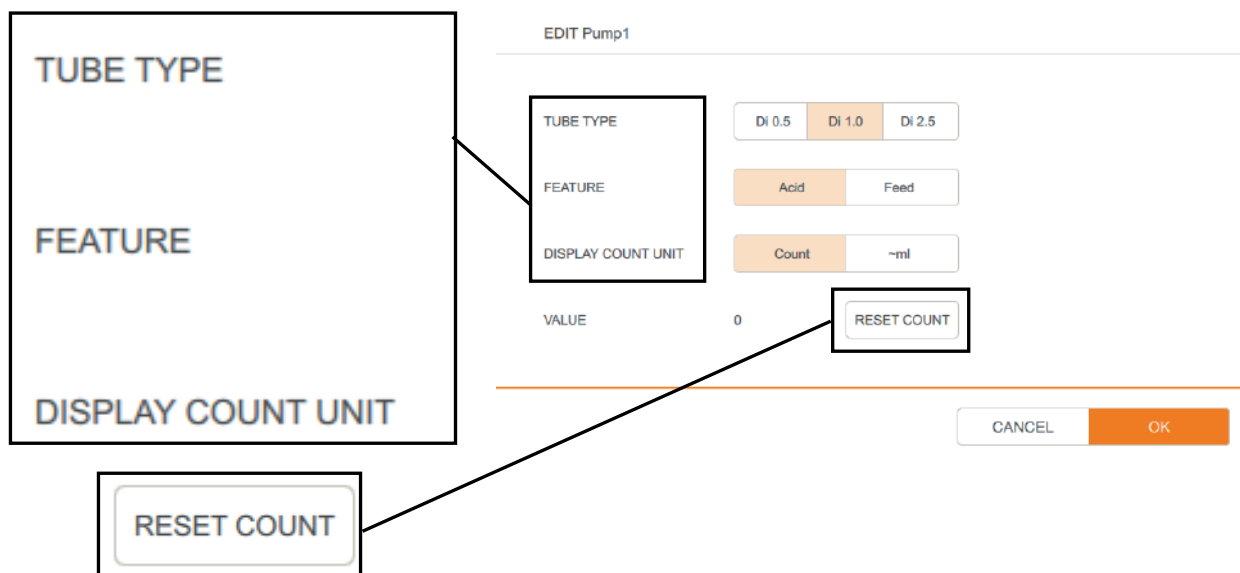 TUBE TYPE
FEATURE
DISPLAY COUNT UNIT
RESET COUNT
EDIT Pump1
TUBE TYPE Di 0.5 Di 1.0 Di 2.5
FEATURE Acid Feed
DISPLAY COUNT UNIT Count ~ml
VALUE 0 RESET COUNT
CANCEL OK